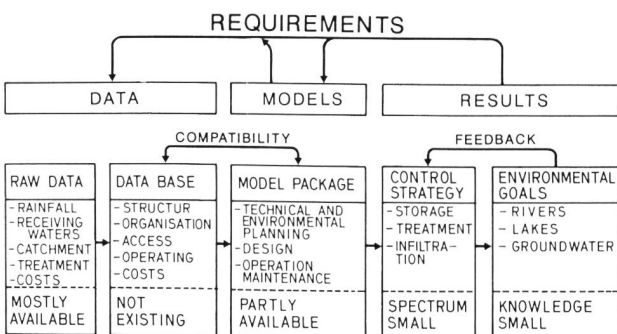 REQUIREMENTS
DATA
MODELS
RESULTS
COMPATIBILITY
FEEDBACK
RAW DATA
-RAINFALL
-RECEIVING
WATERS
-CATCHMENT
-TREATMENT
-COSTS
MOSTLY
AVAILABLE
DATA BASE
-STRUCTUR
-ORGANISATION
-ACCESS
-OPERATING
-COSTS
NOT
EXISTING
MODEL PACKAGE
-TECHNICAL AND
ENVIRONMENTAL
PLANNING
-DESIGN
-OPERATION
MAINTENANCE
PARTLY
AVAILABLE
CONTROL
STRATEGY
-STORAGE
-TREATMENT
-INFILTRA-
TION
SPECTRUM
SMALL
ENVIRONMENTAL
GOALS
-RIVERS
-LAKES
-GROUNDWATER
KNOWLEDGE
SMALL